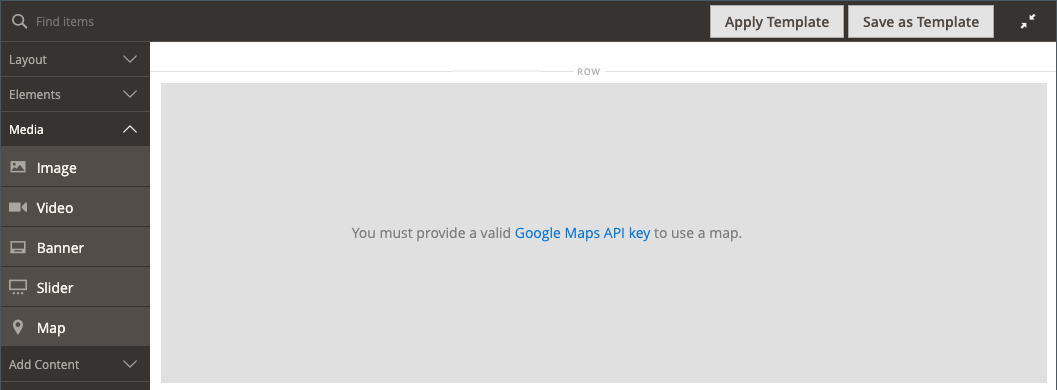 Find items
Apply Template
Save as Template
Layout
Elements
Media
Image
Video
Banner
Slider
Map
Add Content
ROW
You must provide a valid Google Maps API key to use a map.